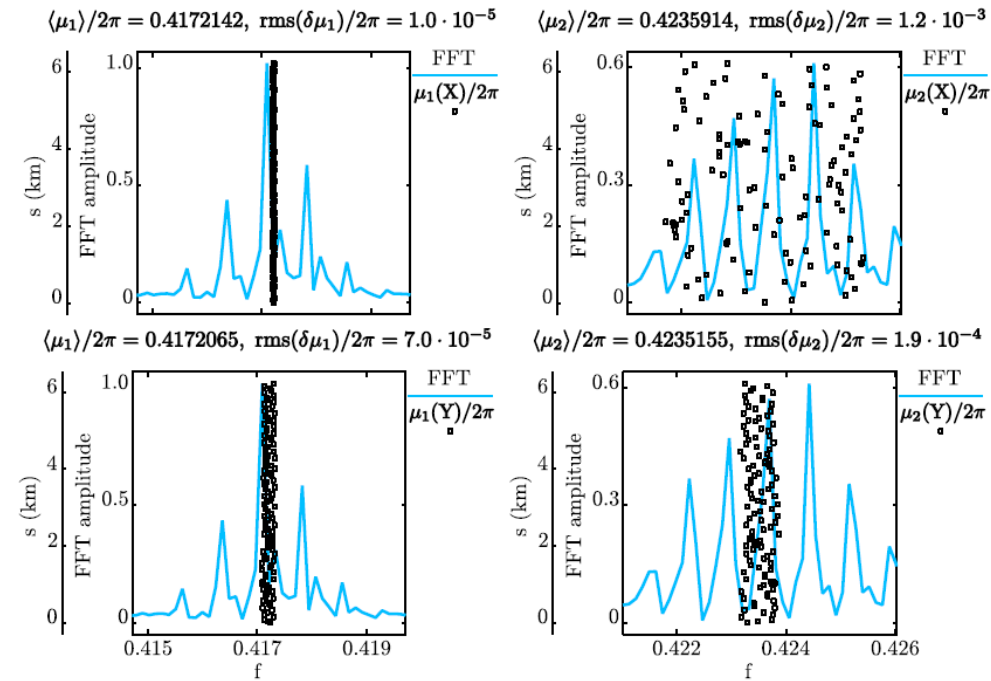 ⟨μ₁⟩/2π = 0.4172142, rms(δμ₁)/2π = 1.0 · 10⁻⁵
⟨μ₂⟩/2π = 0.4235914, rms(δμ₂)/2π = 1.2 · 10⁻³
6
4
2
0
s (km)
1.0
0.5
0
FFT amplitude
FFT
μ₁(X)/2π
6
4
2
0
s (km)
0.6
0.3
0
FFT amplitude
FFT
μ₂(X)/2π
⟨μ₁⟩/2π = 0.4172065, rms(δμ₁)/2π = 7.0 · 10⁻⁵
⟨μ₂⟩/2π = 0.4235155, rms(δμ₂)/2π = 1.9 · 10⁻⁴
6
4
2
0
s (km)
1.0
0.5
0
FFT amplitude
FFT
μ₁(Y)/2π
0.415 0.417 0.419
f
6
4
2
0
s (km)
0.6
0.3
0
FFT amplitude
FFT
μ₂(Y)/2π
0.422 0.424 0.426
f